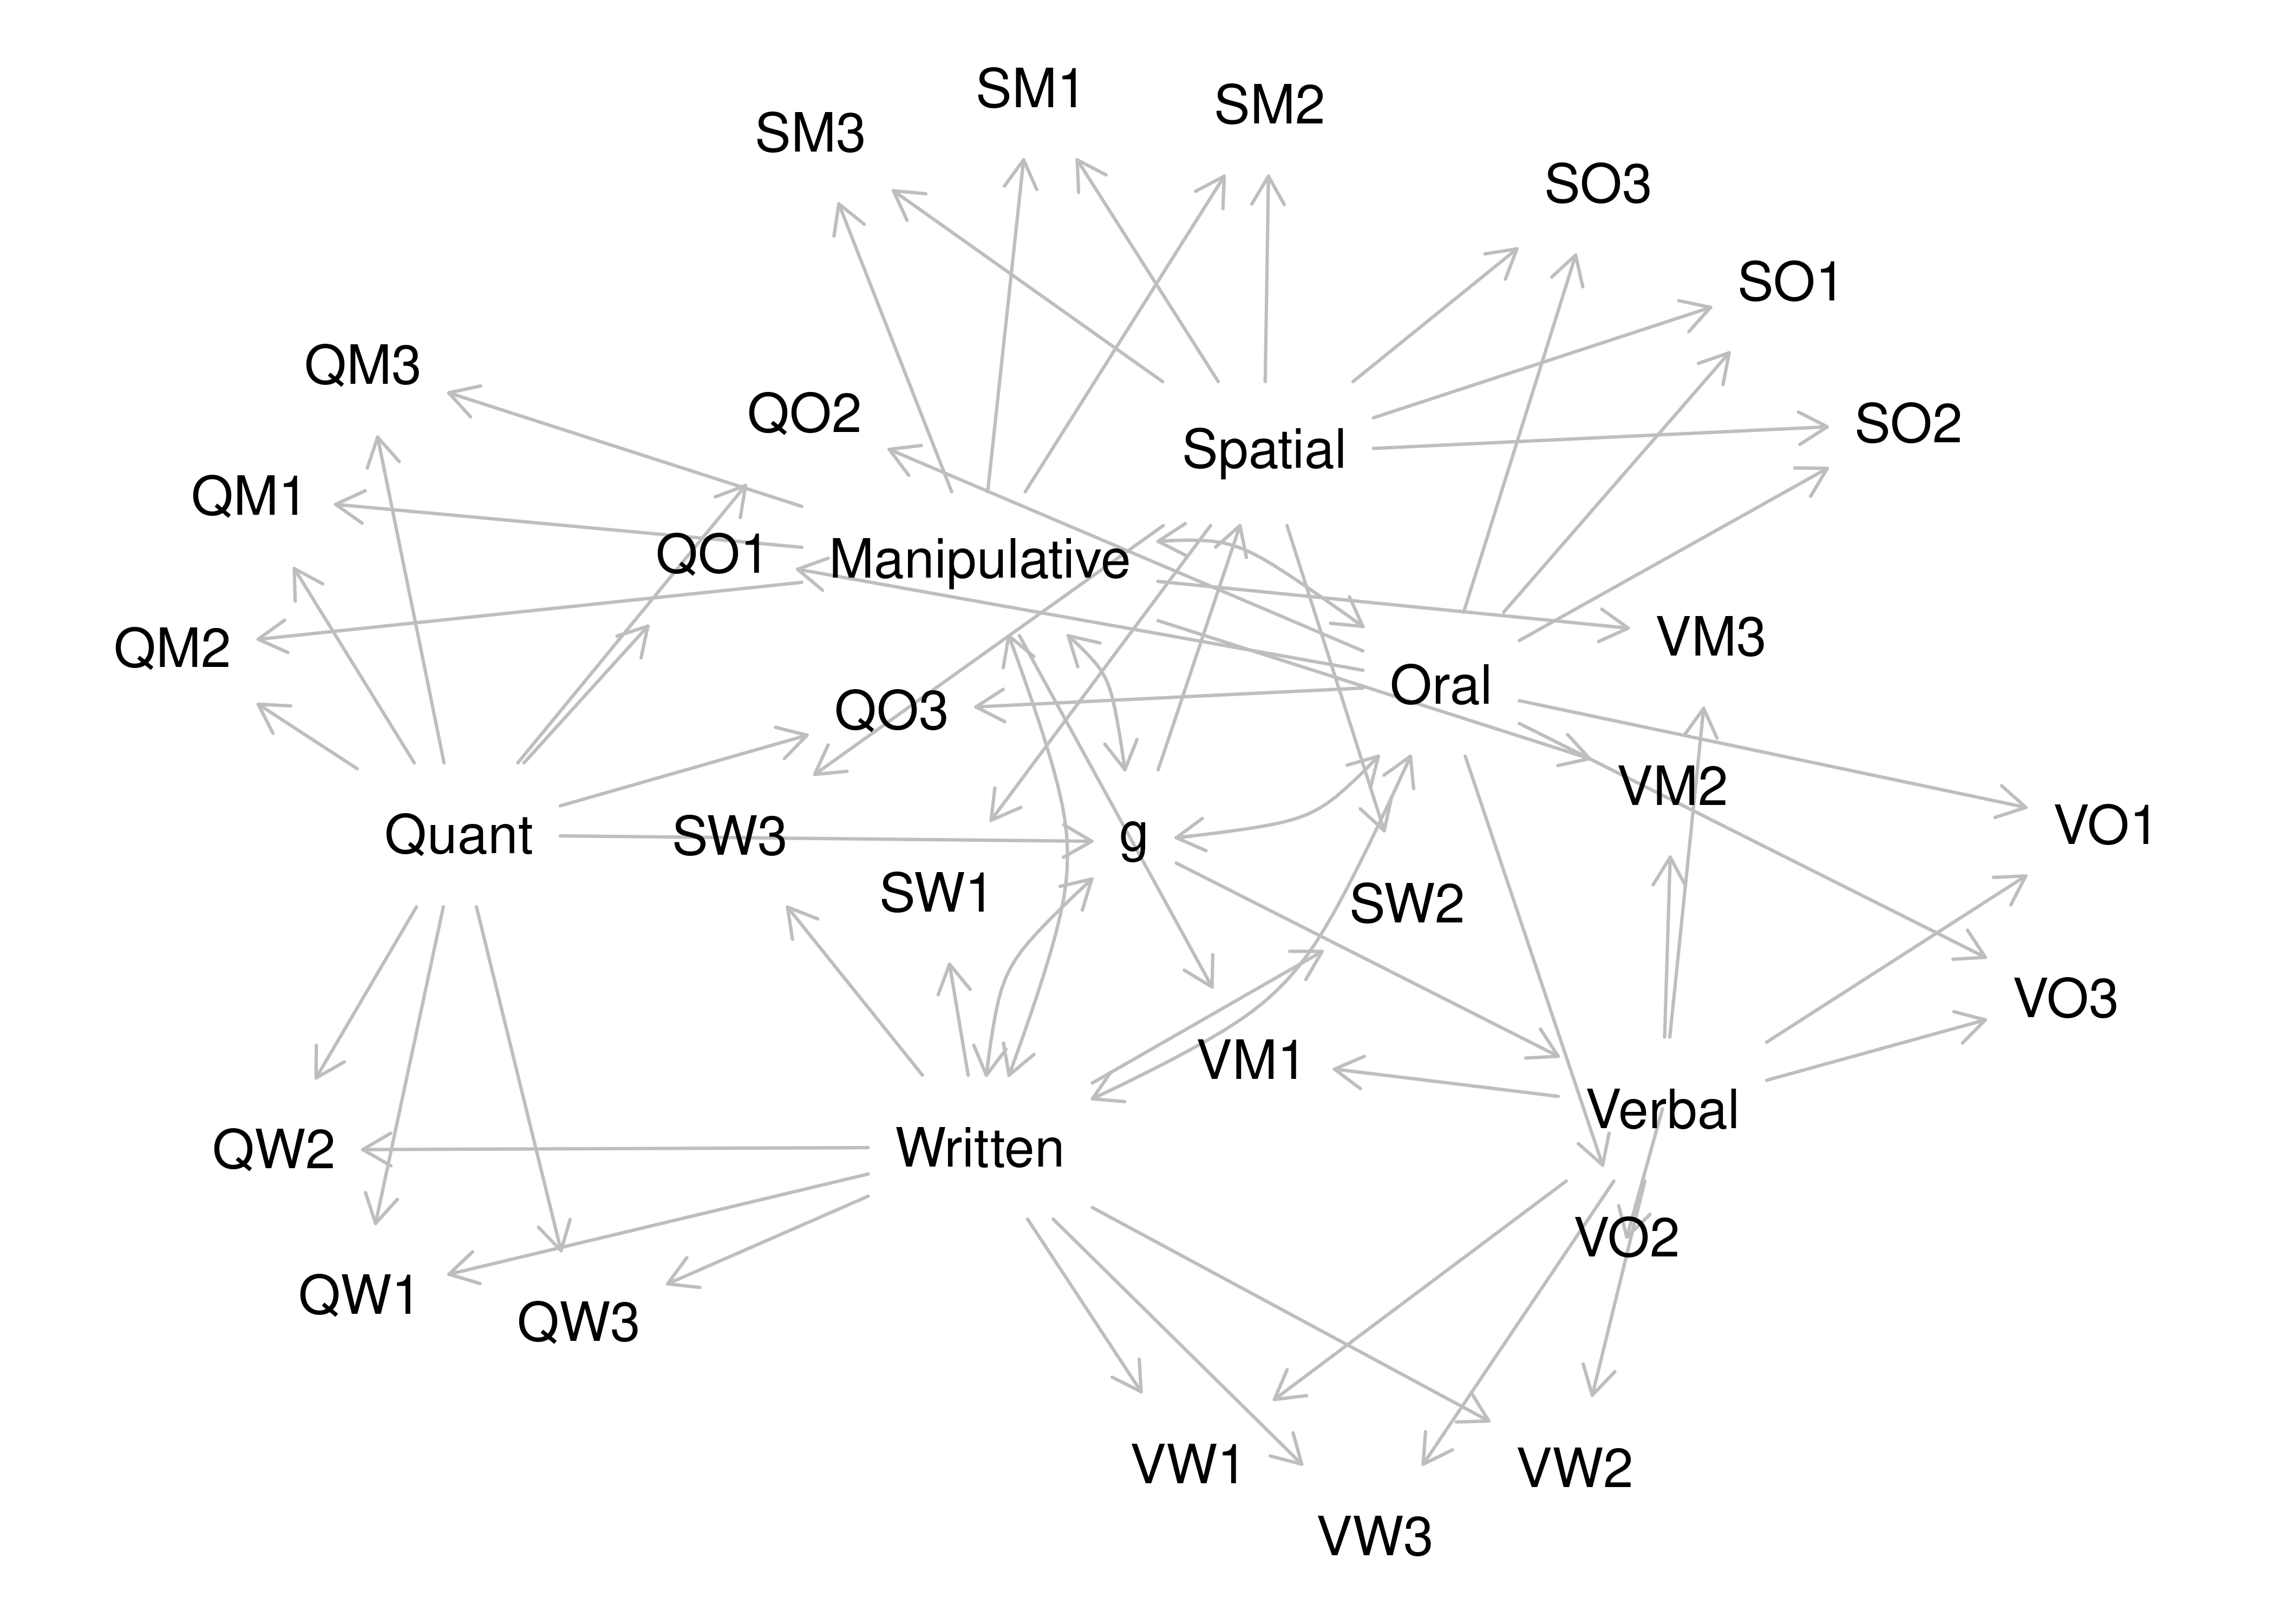 SM1
SM2
SM3
SO3
SO1
QM3
QO2
SO2
Spatial
QM1
QO1
Manipulative
VM3
QM2
Oral
QO3
VM2
VO1
Quant
SW3
g
SW1
SW2
VO3
VM1
Verbal
QW2
Written
VO2
QW1
QW3
VW1
VW2
VW3